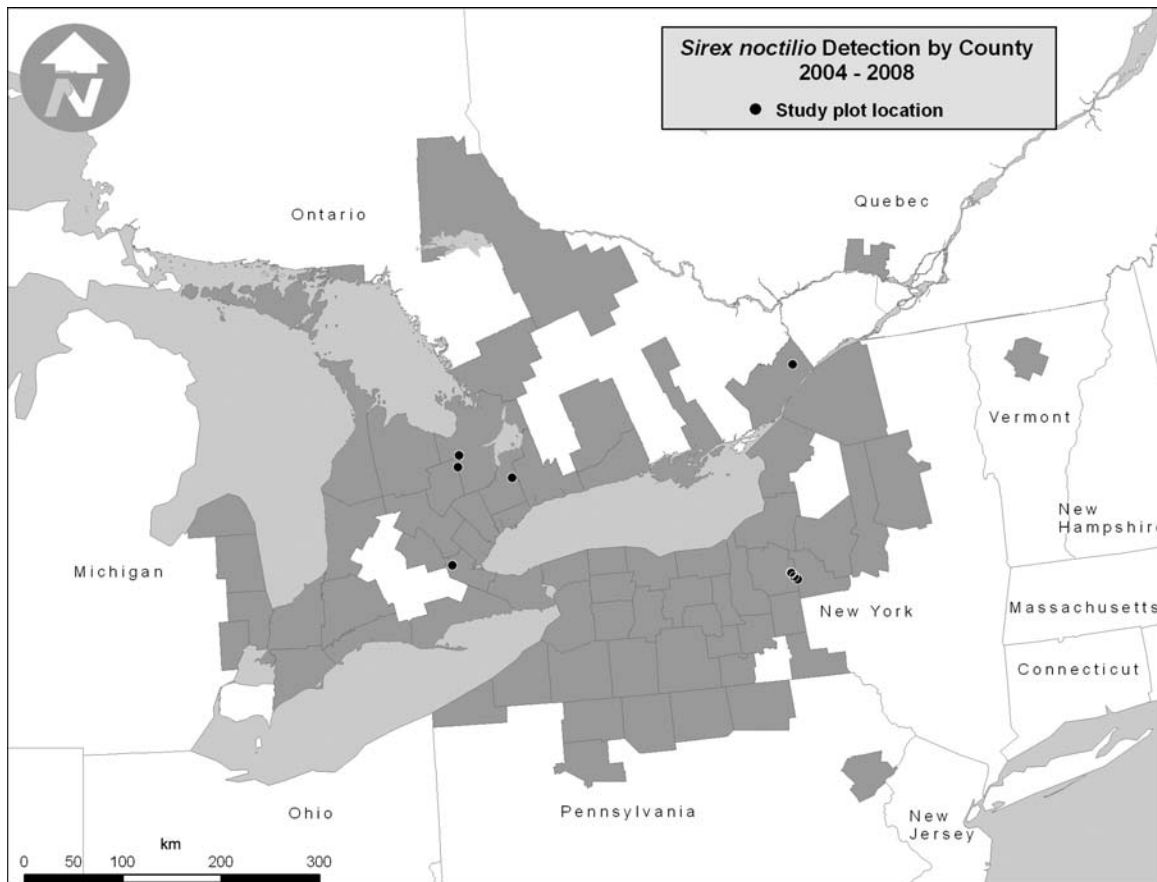 Sirex noctilio Detection by County
2004 - 2008
Study plot location
N
Ontario
Quebec
Vermont
New
Hampshire
Michigan
New York
Massachusetts
Connecticut
Ohio
Pennsylvania
New
Jersey
km
0 50 100 200 300